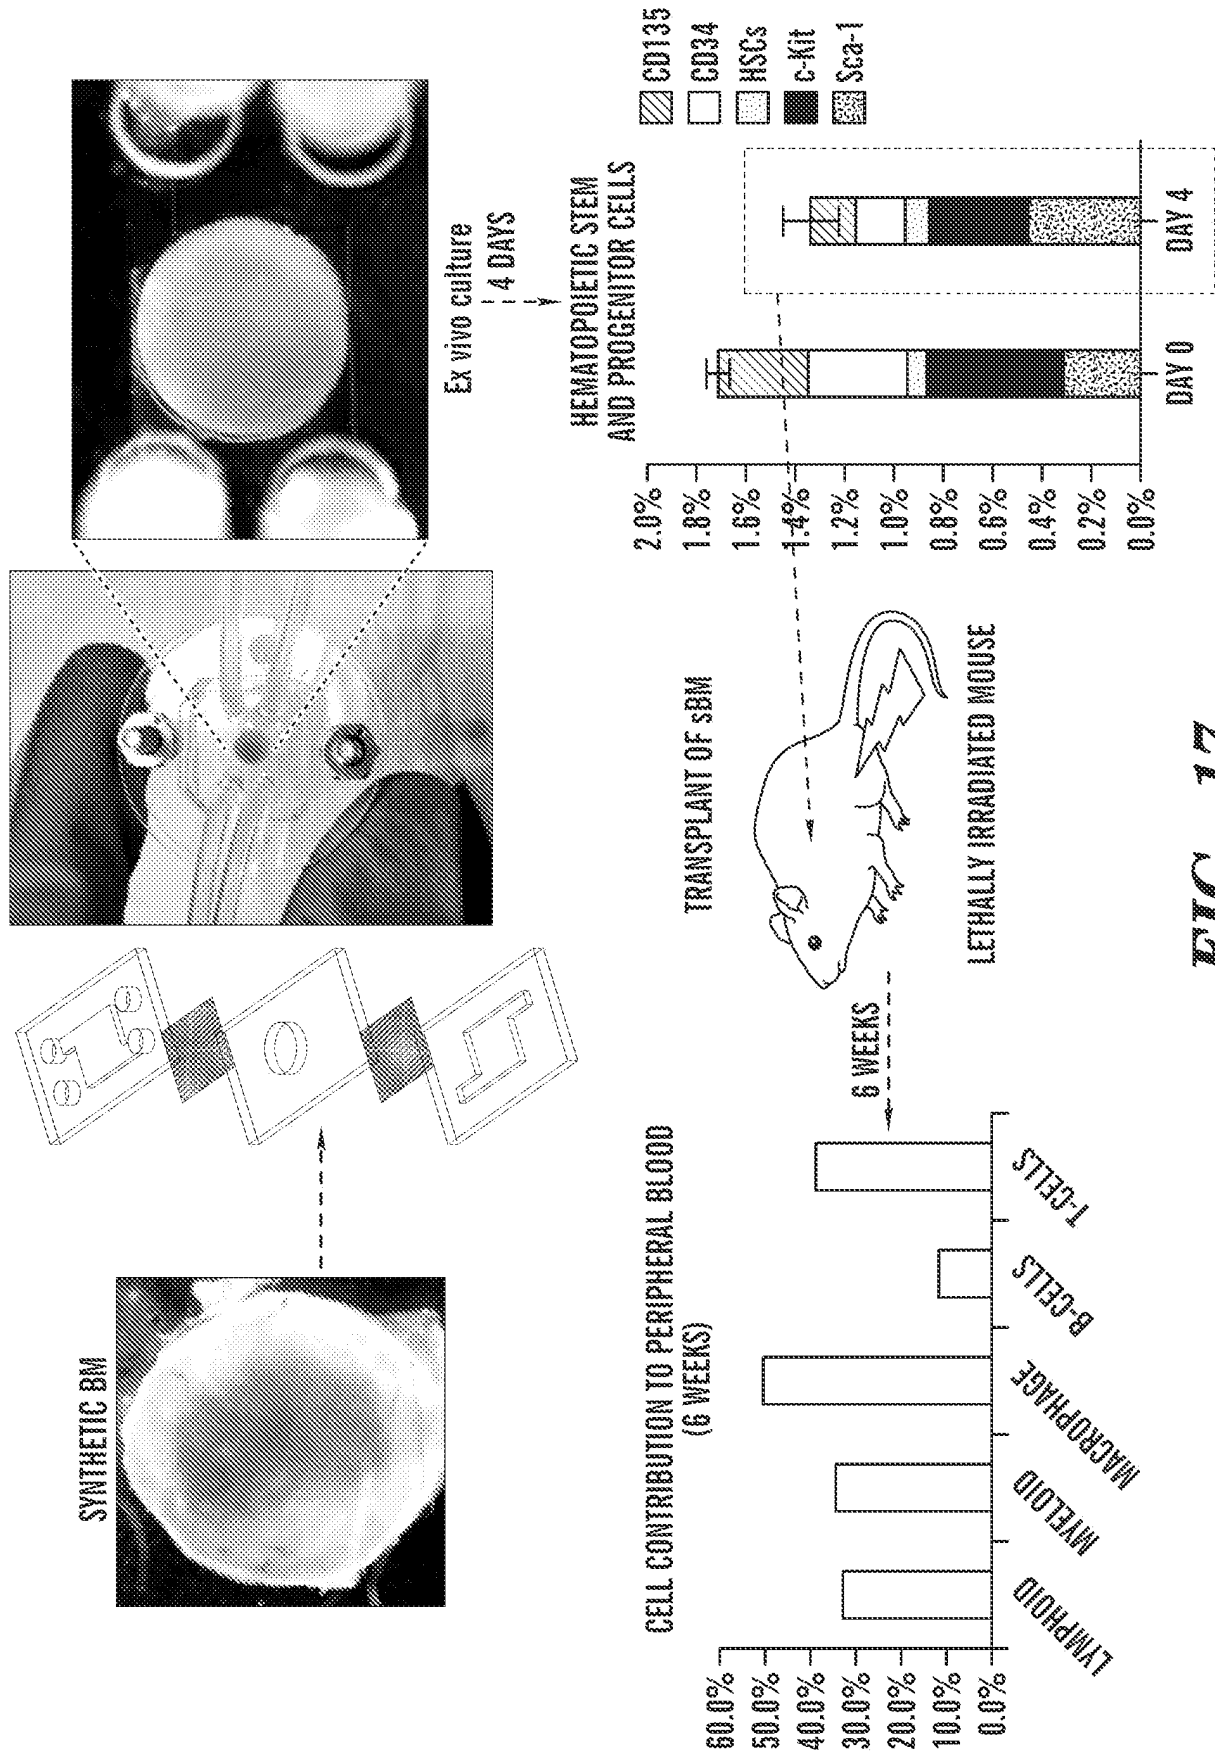 SYNTHETIC BM
Ex vivo culture
4 DAYS
HEMATOPOIETIC STEM
AND PROGENITOR CELLS
2.0%
1.8%
1.6%
1.4%
1.2%
1.0%
0.8%
0.6%
0.4%
0.2%
0.0%
DAY 0
DAY 4
CD135
CD34
HSCs
c-Kit
Sca-1
TRANSPLANT OF sBM
LETHALLY IRRADIATED MOUSE
6 WEEKS
CELL CONTRIBUTION TO PERIPHERAL BLOOD
(6 WEEKS)
60.0%
50.0%
40.0%
30.0%
20.0%
10.0%
0.0%
LYMPHOID
MYELOID
MACROPHAGE
B-CELLS
T-CELLS
FIG. 17